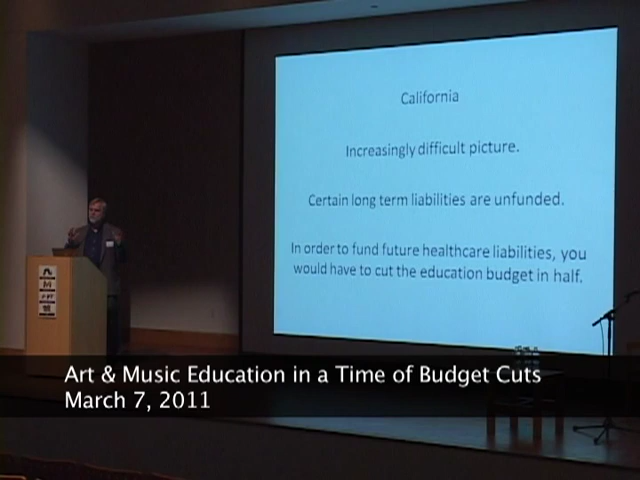 California
Increasingly difficult picture.
Certain long term liabilities are unfunded.
In order to fund future healthcare liabilities, you
would have to cut the education budget in half.
Art & Music Education in a Time of Budget Cuts
March 7, 2011